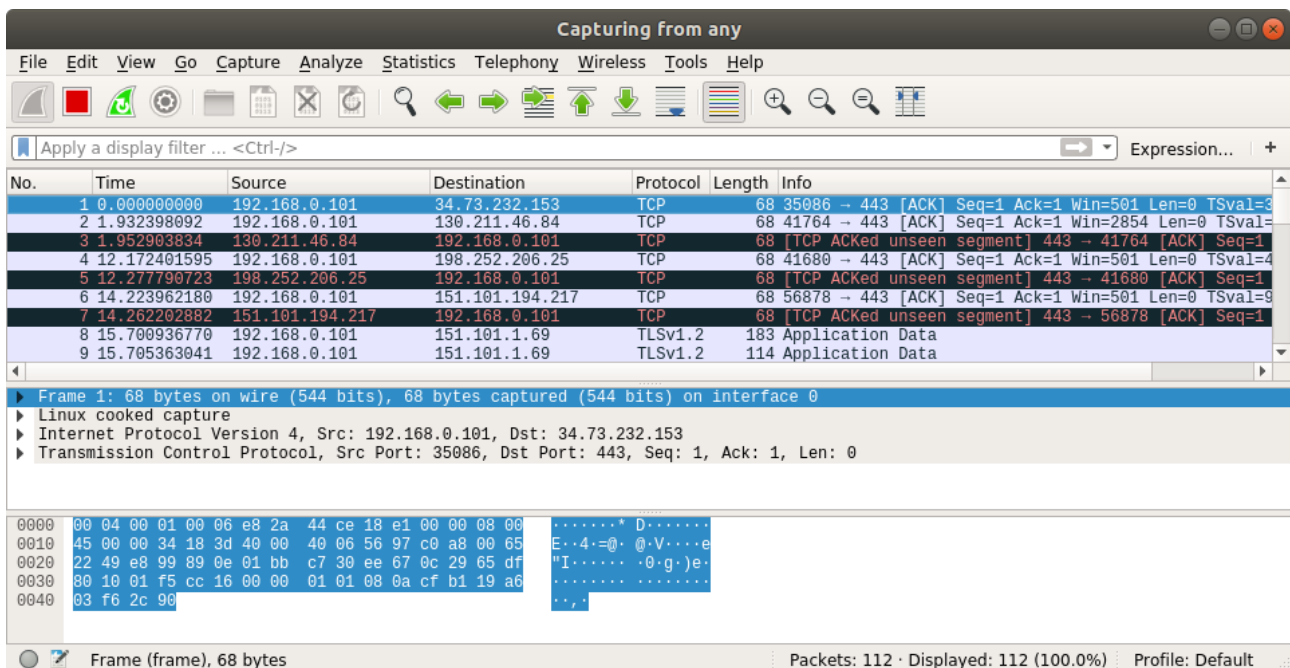 Capturing from any
File Edit View Go Capture Analyze Statistics Telephony Wireless Tools Help
Apply a display filter ... <Ctrl-/> Expression... +
No. Time Source Destination Protocol Length Info
1 0.000000000 192.168.0.101 34.73.232.153 TCP 68 35086 → 443 [ACK] Seq=1 Ack=1 Win=501 Len=0 TSval=3
2 1.932398092 192.168.0.101 130.211.46.84 TCP 68 41764 → 443 [ACK] Seq=1 Ack=1 Win=2854 Len=0 TSval=
3 1.952903834 130.211.46.84 192.168.0.101 TCP 68 [TCP ACKed unseen segment] 443 → 41764 [ACK] Seq=1
4 12.172401595 192.168.0.101 198.252.206.25 TCP 68 41680 → 443 [ACK] Seq=1 Ack=1 Win=501 Len=0 TSval=4
5 12.277790723 198.252.206.25 192.168.0.101 TCP 68 [TCP ACKed unseen segment] 443 → 41680 [ACK] Seq=1
6 14.223962180 192.168.0.101 151.101.194.217 TCP 68 56878 → 443 [ACK] Seq=1 Ack=1 Win=501 Len=0 TSval=9
7 14.262202882 151.101.194.217 192.168.0.101 TCP 68 [TCP ACKed unseen segment] 443 → 56878 [ACK] Seq=1
8 15.700936770 192.168.0.101 151.101.1.69 TLSv1.2 183 Application Data
9 15.705363041 192.168.0.101 151.101.1.69 TLSv1.2 114 Application Data
Frame 1: 68 bytes on wire (544 bits), 68 bytes captured (544 bits) on interface 0
Linux cooked capture
Internet Protocol Version 4, Src: 192.168.0.101, Dst: 34.73.232.153
Transmission Control Protocol, Src Port: 35086, Dst Port: 443, Seq: 1, Ack: 1, Len: 0
0000 00 04 00 01 00 06 e8 2a 44 ce 18 e1 00 00 08 00 ·······* D·······
0010 45 00 00 34 18 3d 40 00 40 06 56 97 c0 a8 00 65 E··4·=@· @·V····e
0020 22 49 e8 99 89 0e 01 bb c7 30 ee 67 0c 29 65 df "I······ ·0·g·)e·
0030 80 10 01 f5 cc 16 00 00 01 01 08 0a cf b1 19 a6 ········ ········
0040 03 f6 2c 90 ··,·
Frame (frame), 68 bytes Packets: 112 · Displayed: 112 (100.0%) Profile: Default